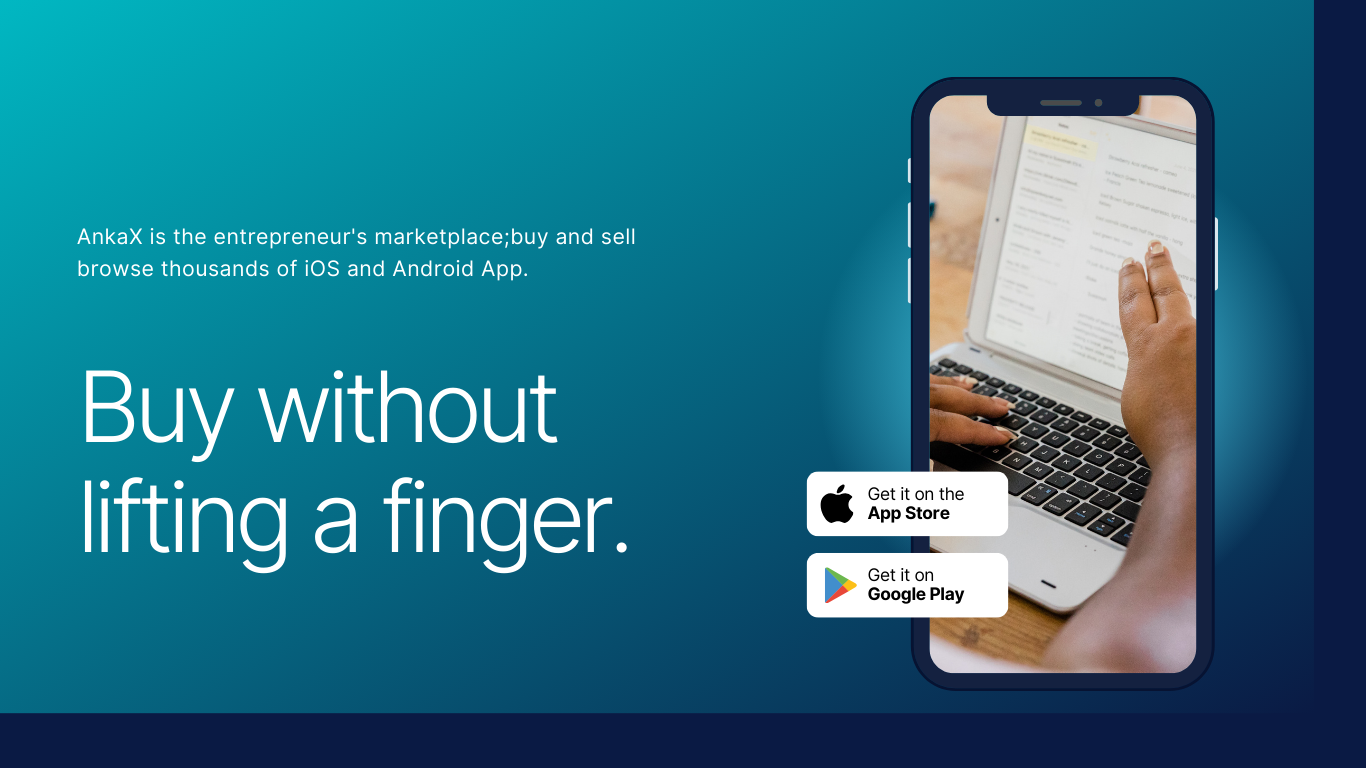 AnkaX is the entrepreneur's marketplace;buy and sell
browse thousands of iOS and Android App.
Buy without
lifting a finger.
Get it on the
App Store
Get it on
Google Play